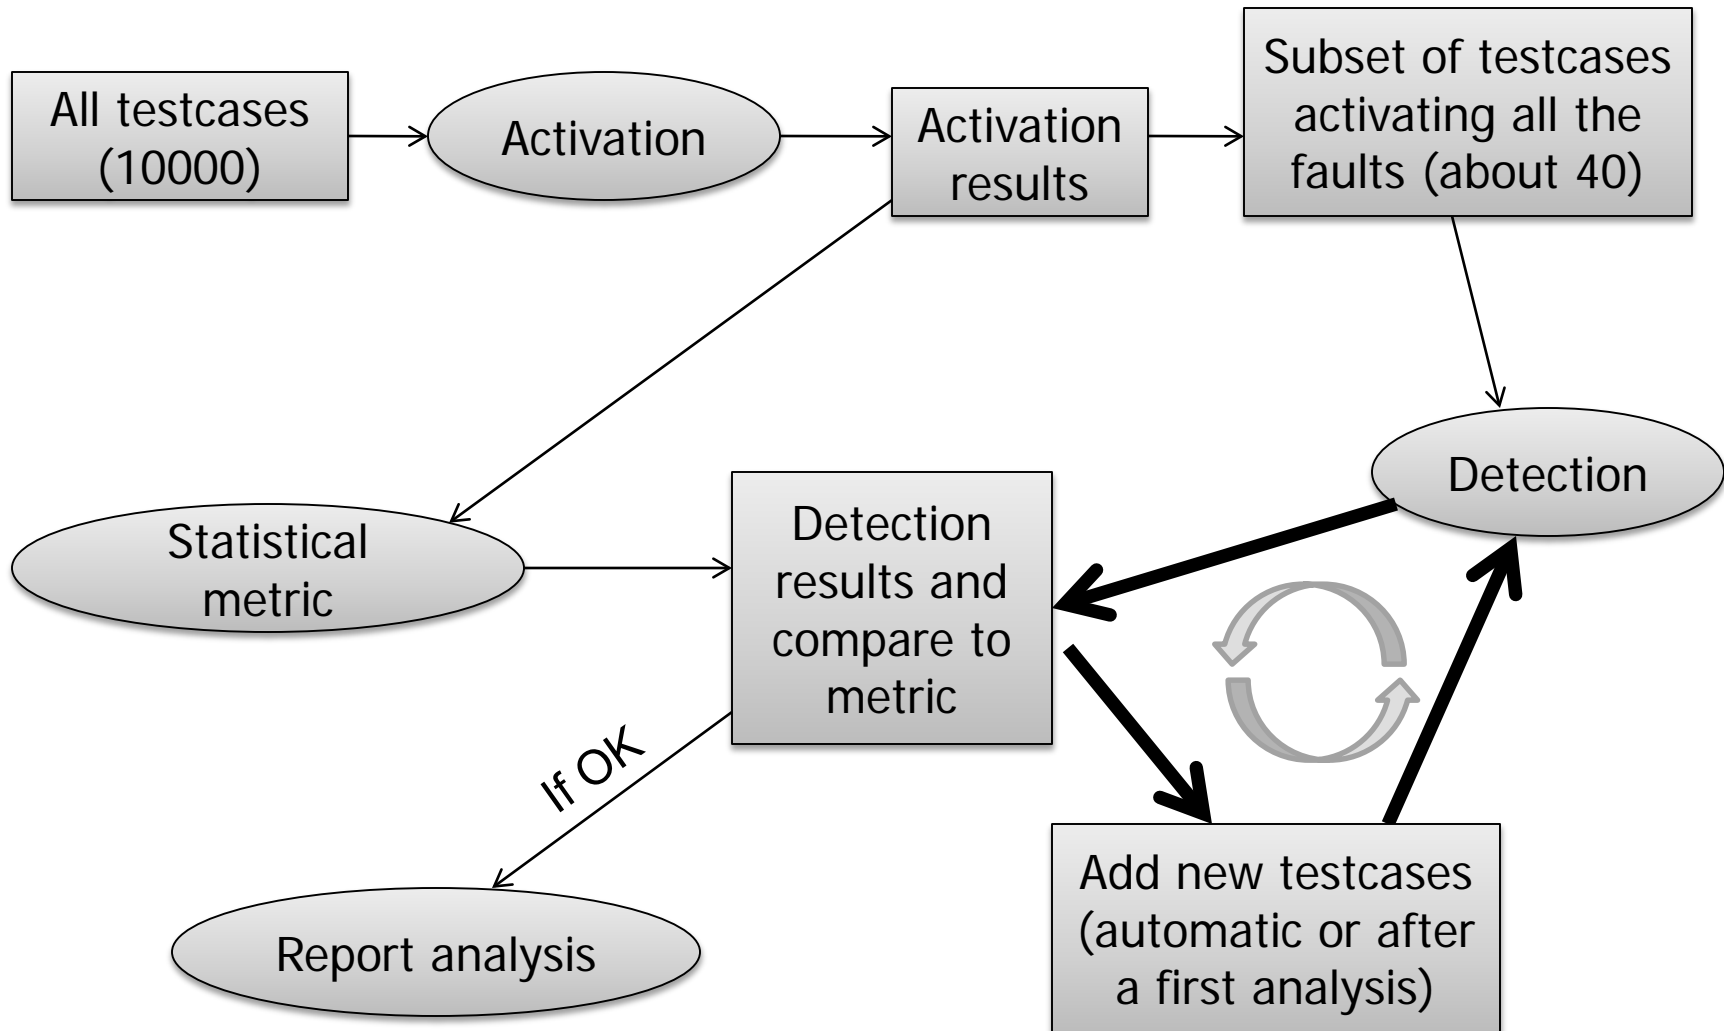 All testcases
(10000)
Activation
Activation
results
Subset of testcases
activating all the
faults (about 40)
Detection
Statistical
metric
Detection
results and
compare to
metric
If OK
Report analysis
Add new testcases
(automatic or after
a first analysis)